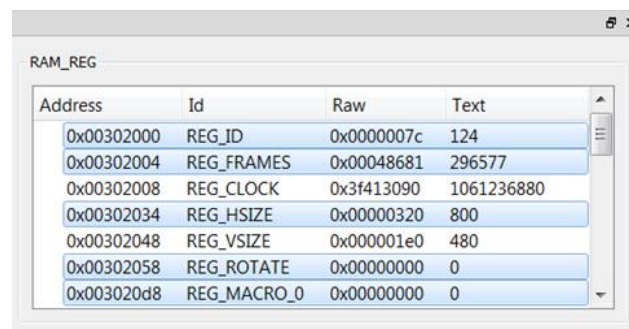 RAM_REG
Address Id Raw Text
0x00302000 REG_ID 0x0000007c 124
0x00302004 REG_FRAMES 0x00048681 296577
0x00302008 REG_CLOCK 0x3f413090 1061236880
0x00302034 REG_HSIZE 0x00000320 800
0x00302048 REG_VSIZE 0x000001e0 480
0x00302058 REG_ROTATE 0x00000000 0
0x003020d8 REG_MACRO_0 0x00000000 0